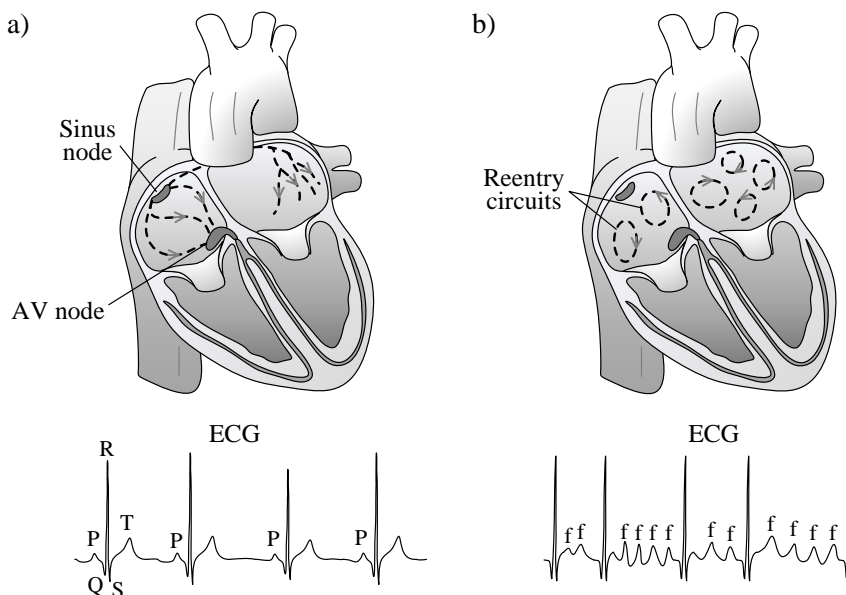 a)
b)
Sinus
node
AV node
Reentry
circuits
ECG
R
P
T
Q
S
P
P
P
ECG
f
f
f
f
f
f
f
f
f
f
f
f